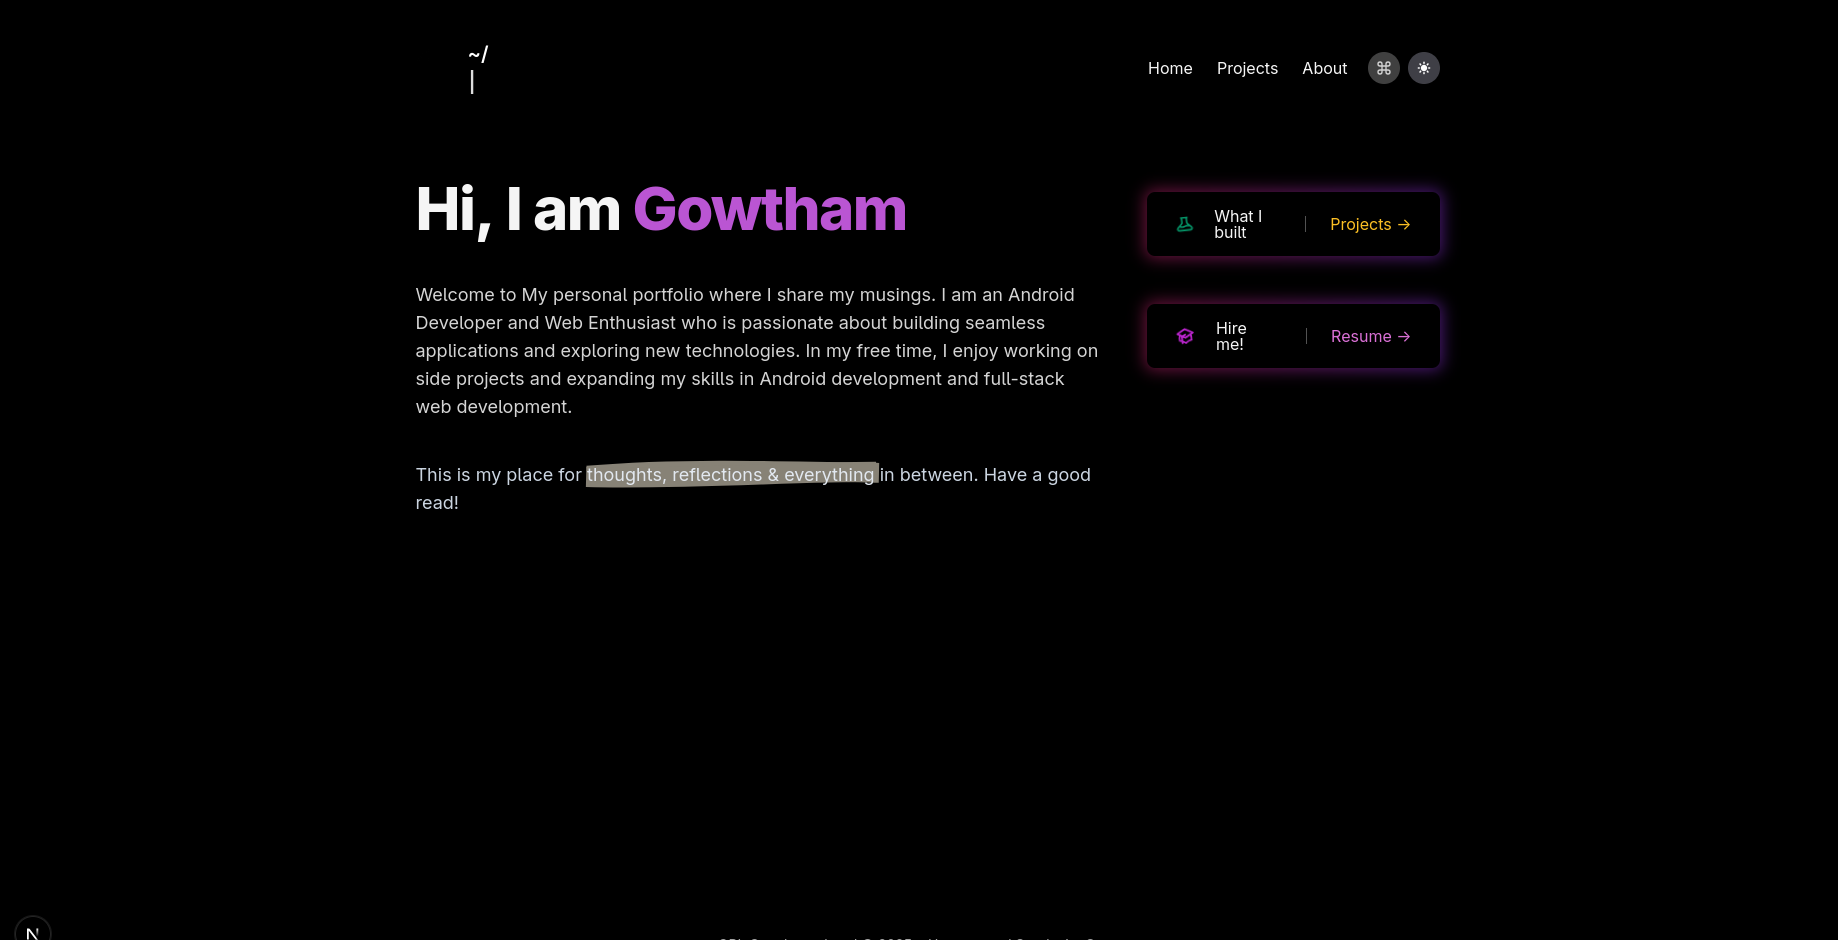 ~/
|
Home Projects About
Hi, I am Gowtham
Welcome to My personal portfolio where I share my musings. I am an Android
Developer and Web Enthusiast who is passionate about building seamless
applications and exploring new technologies. In my free time, I enjoy working on
side projects and expanding my skills in Android development and full-stack
web development.
This is my place for thoughts, reflections & everything in between. Have a good
read!
What I
built
Projects →
Hire
me!
Resume →
N